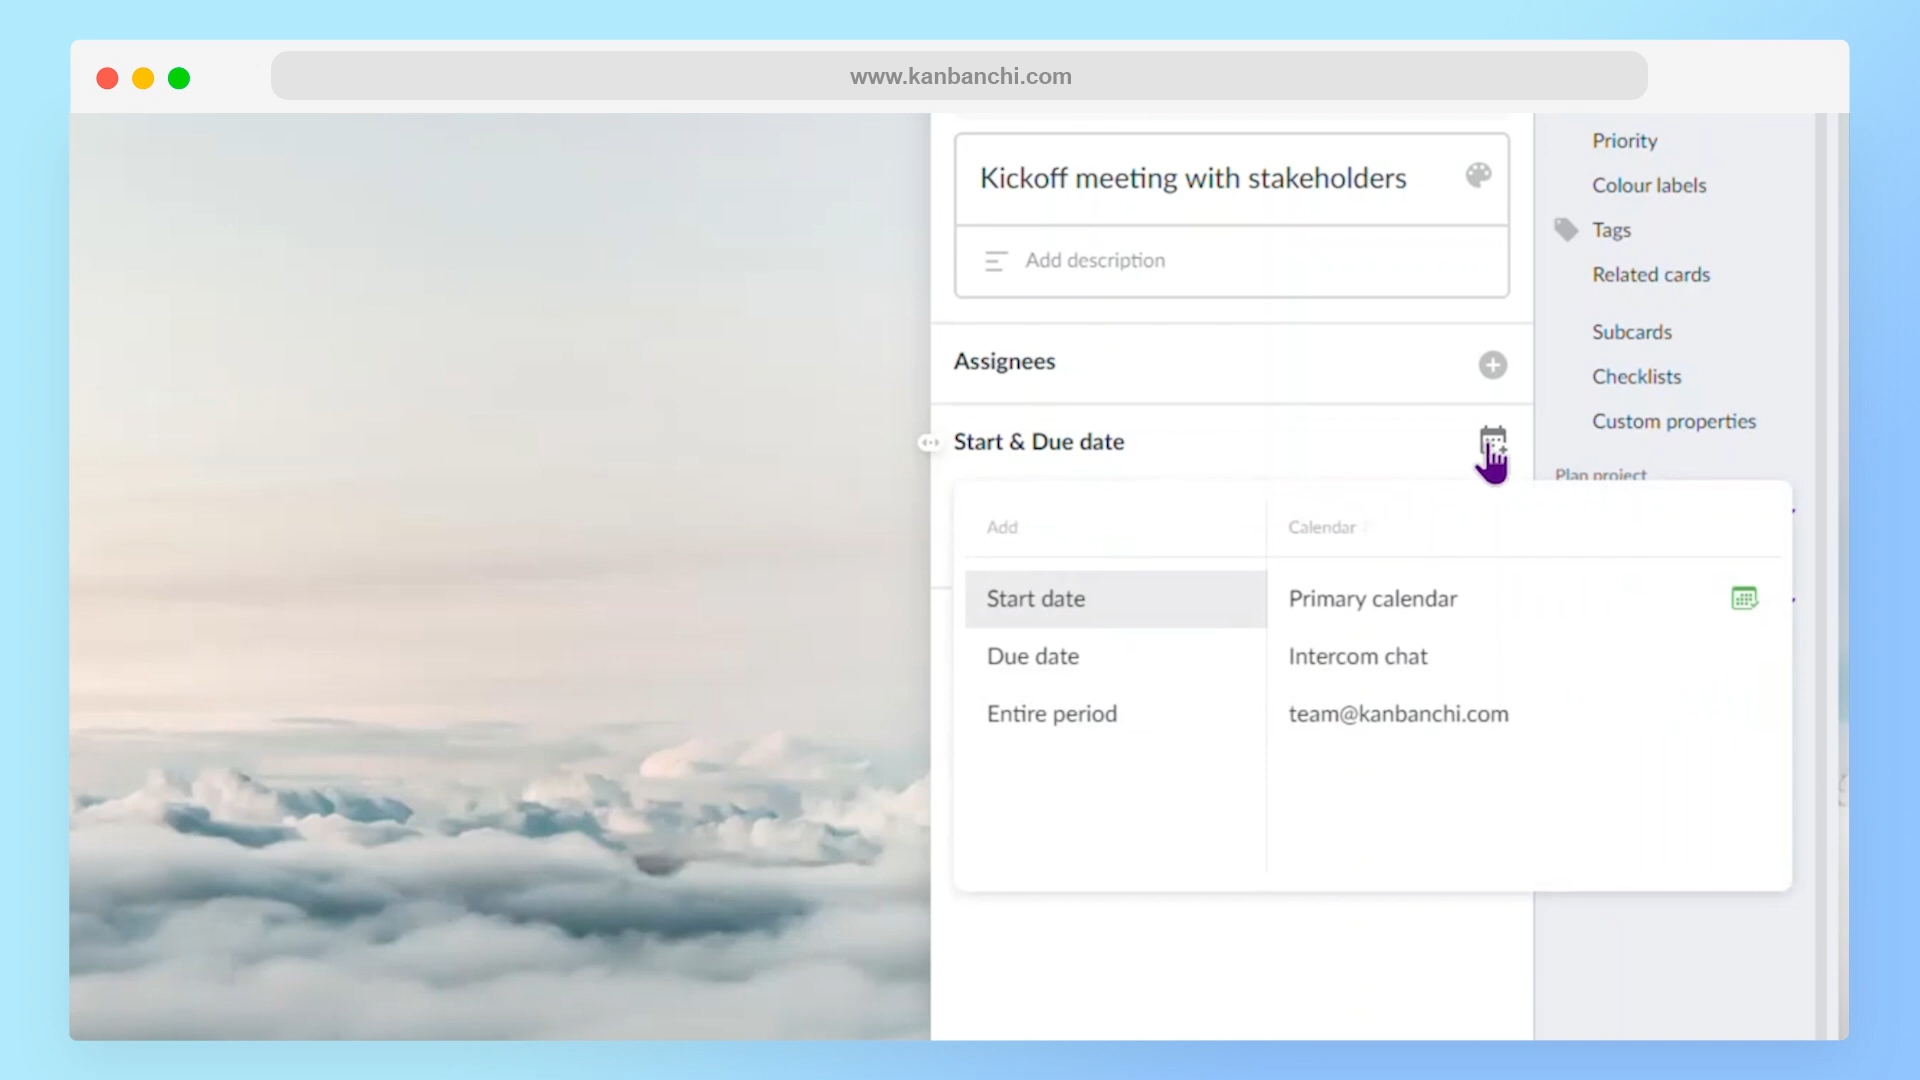 www.kanbanchi.com
Kickoff meeting with stakeholders
Add description
Assignees
Start & Due date
Add
Calendar
Start date
Primary calendar
Due date
Intercom chat
Entire period
team@kanbanchi.com
Priority
Colour labels
Tags
Related cards
Subcards
Checklists
Custom properties
Plan project